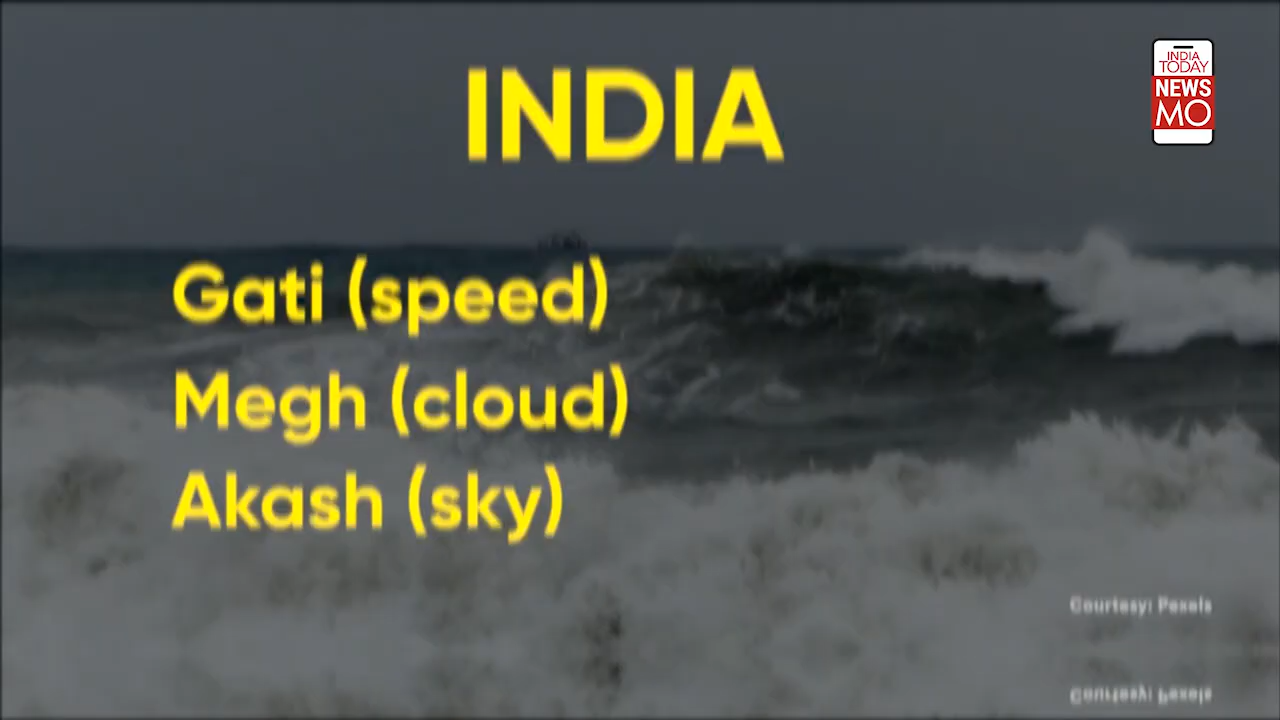 INDIA
INDIA
TODAY
NEWS
MO
Gati (speed)
Megh (cloud)
Akash (sky)
Courtesy: Pexels